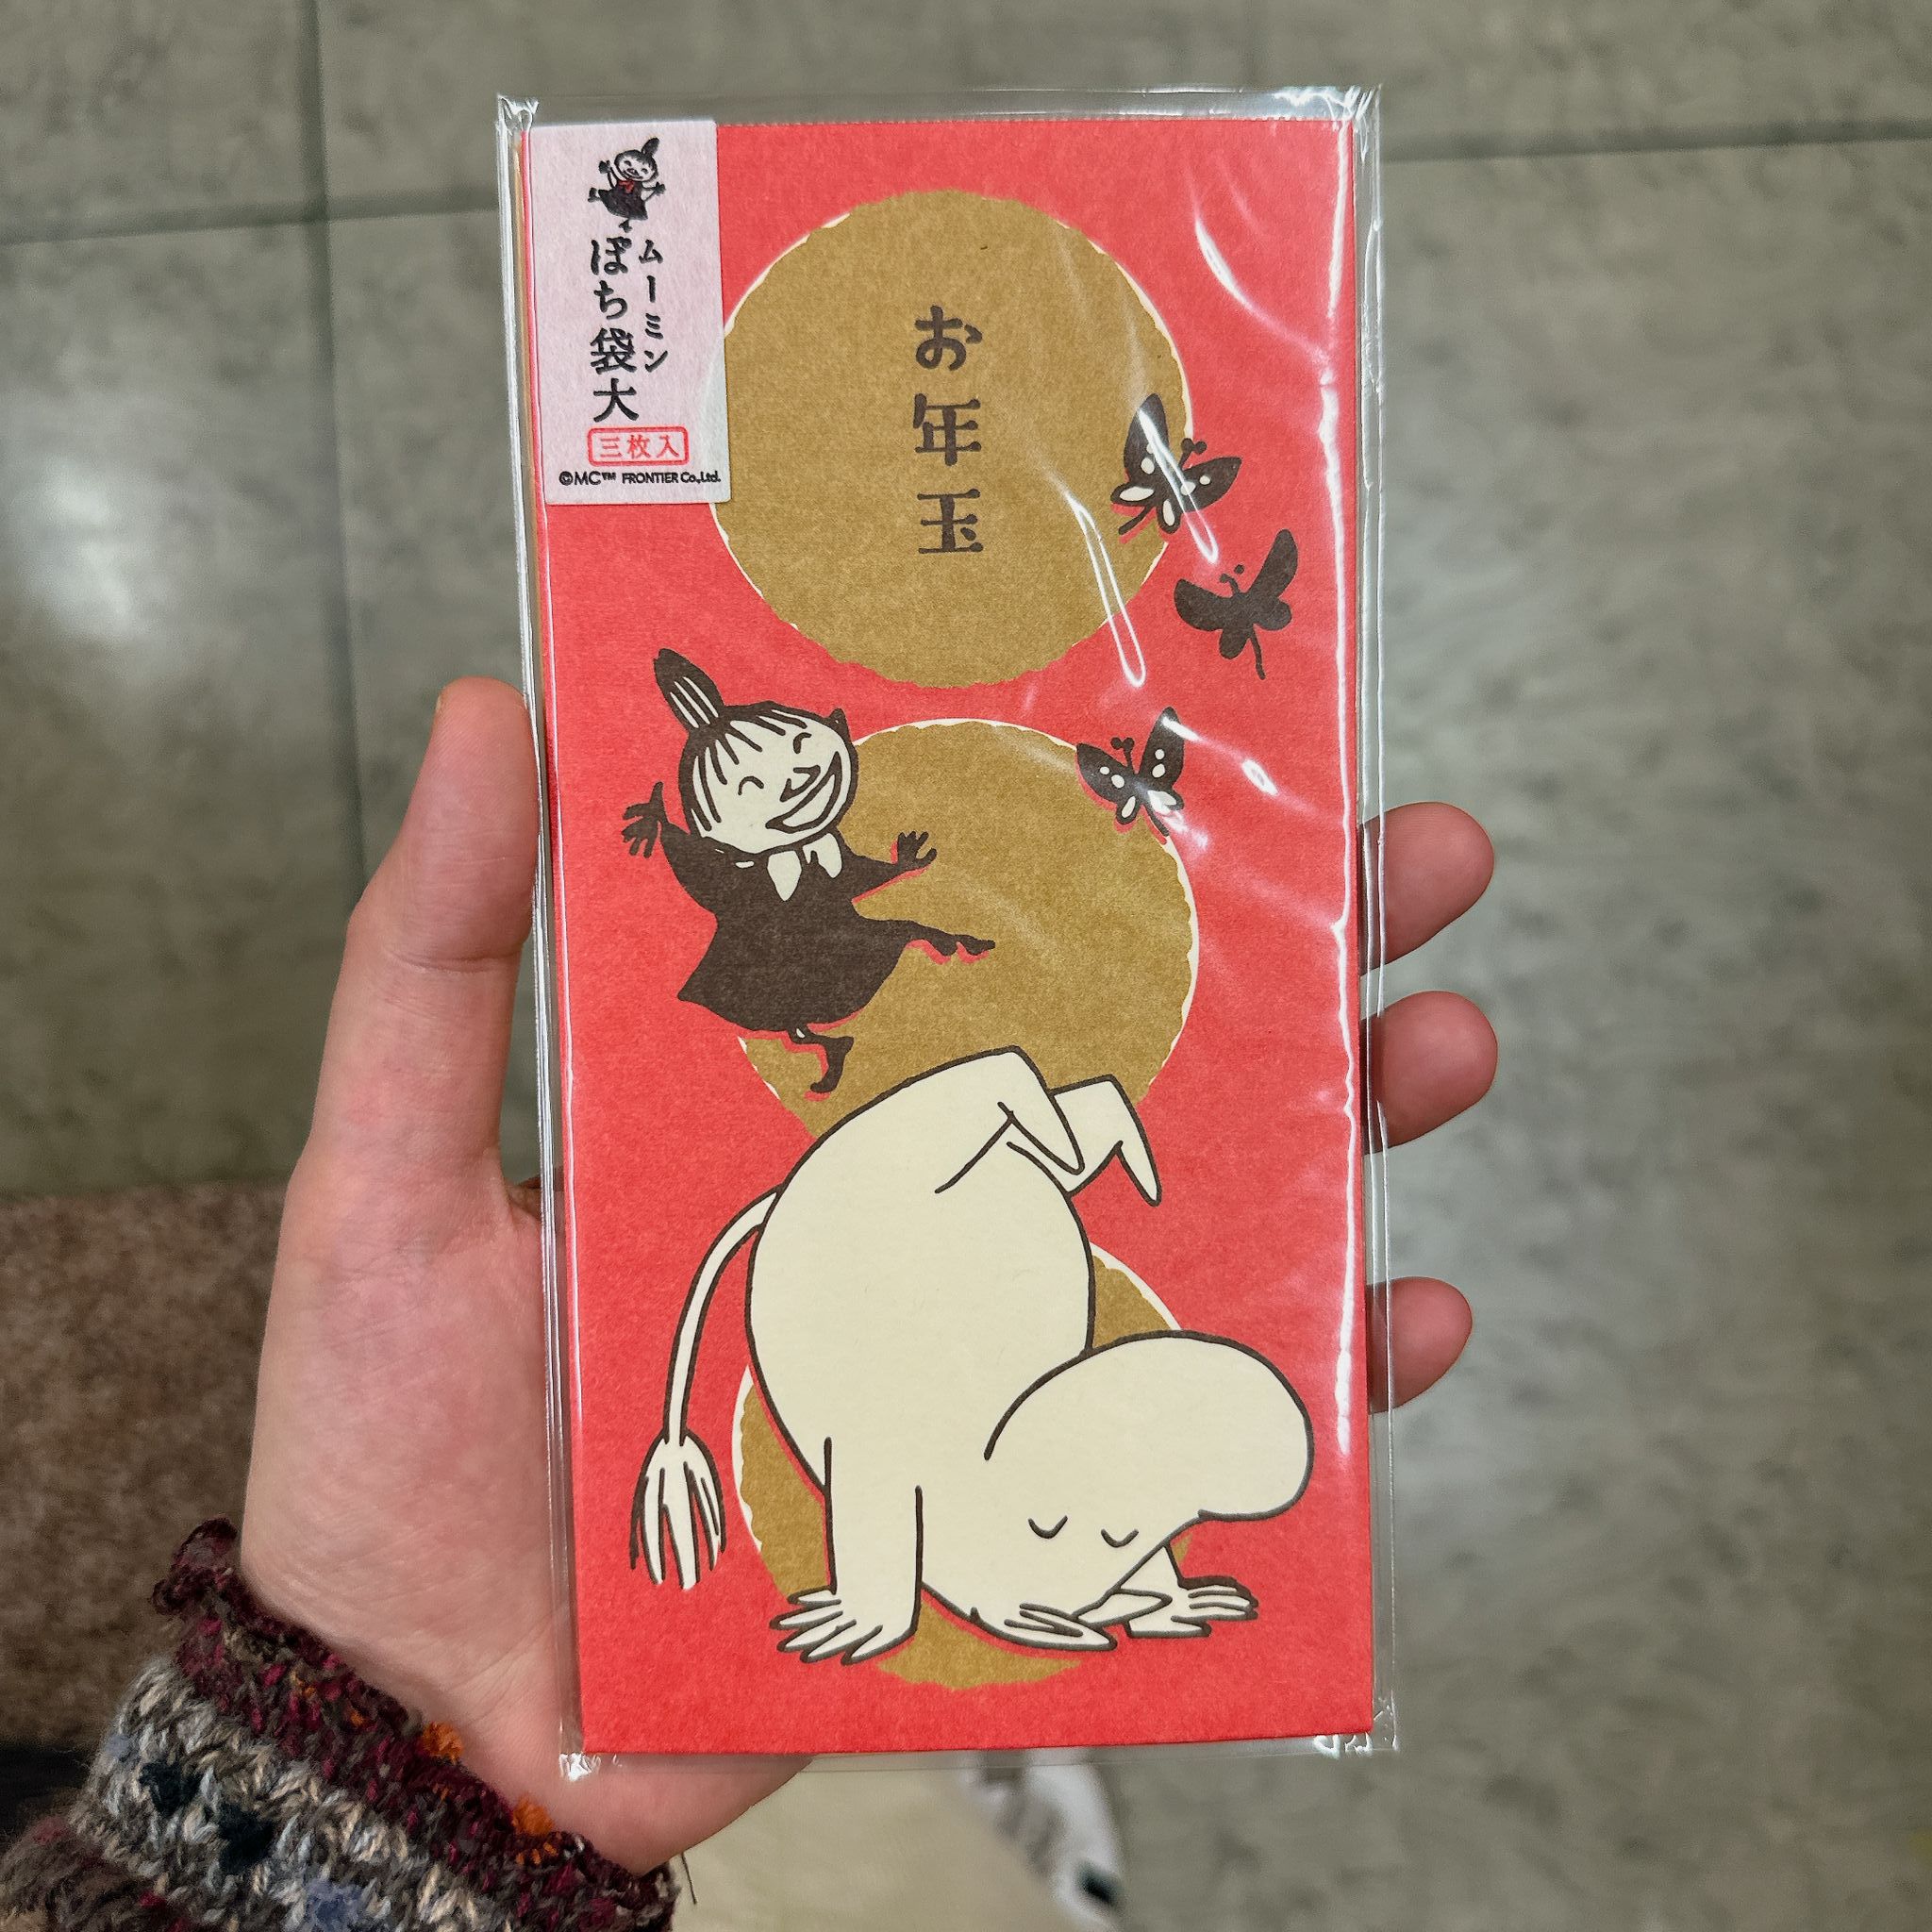 ムーミン
ぽち袋大
三枚入
©MC™ FRONTIER Co.,Ltd.
お年玉